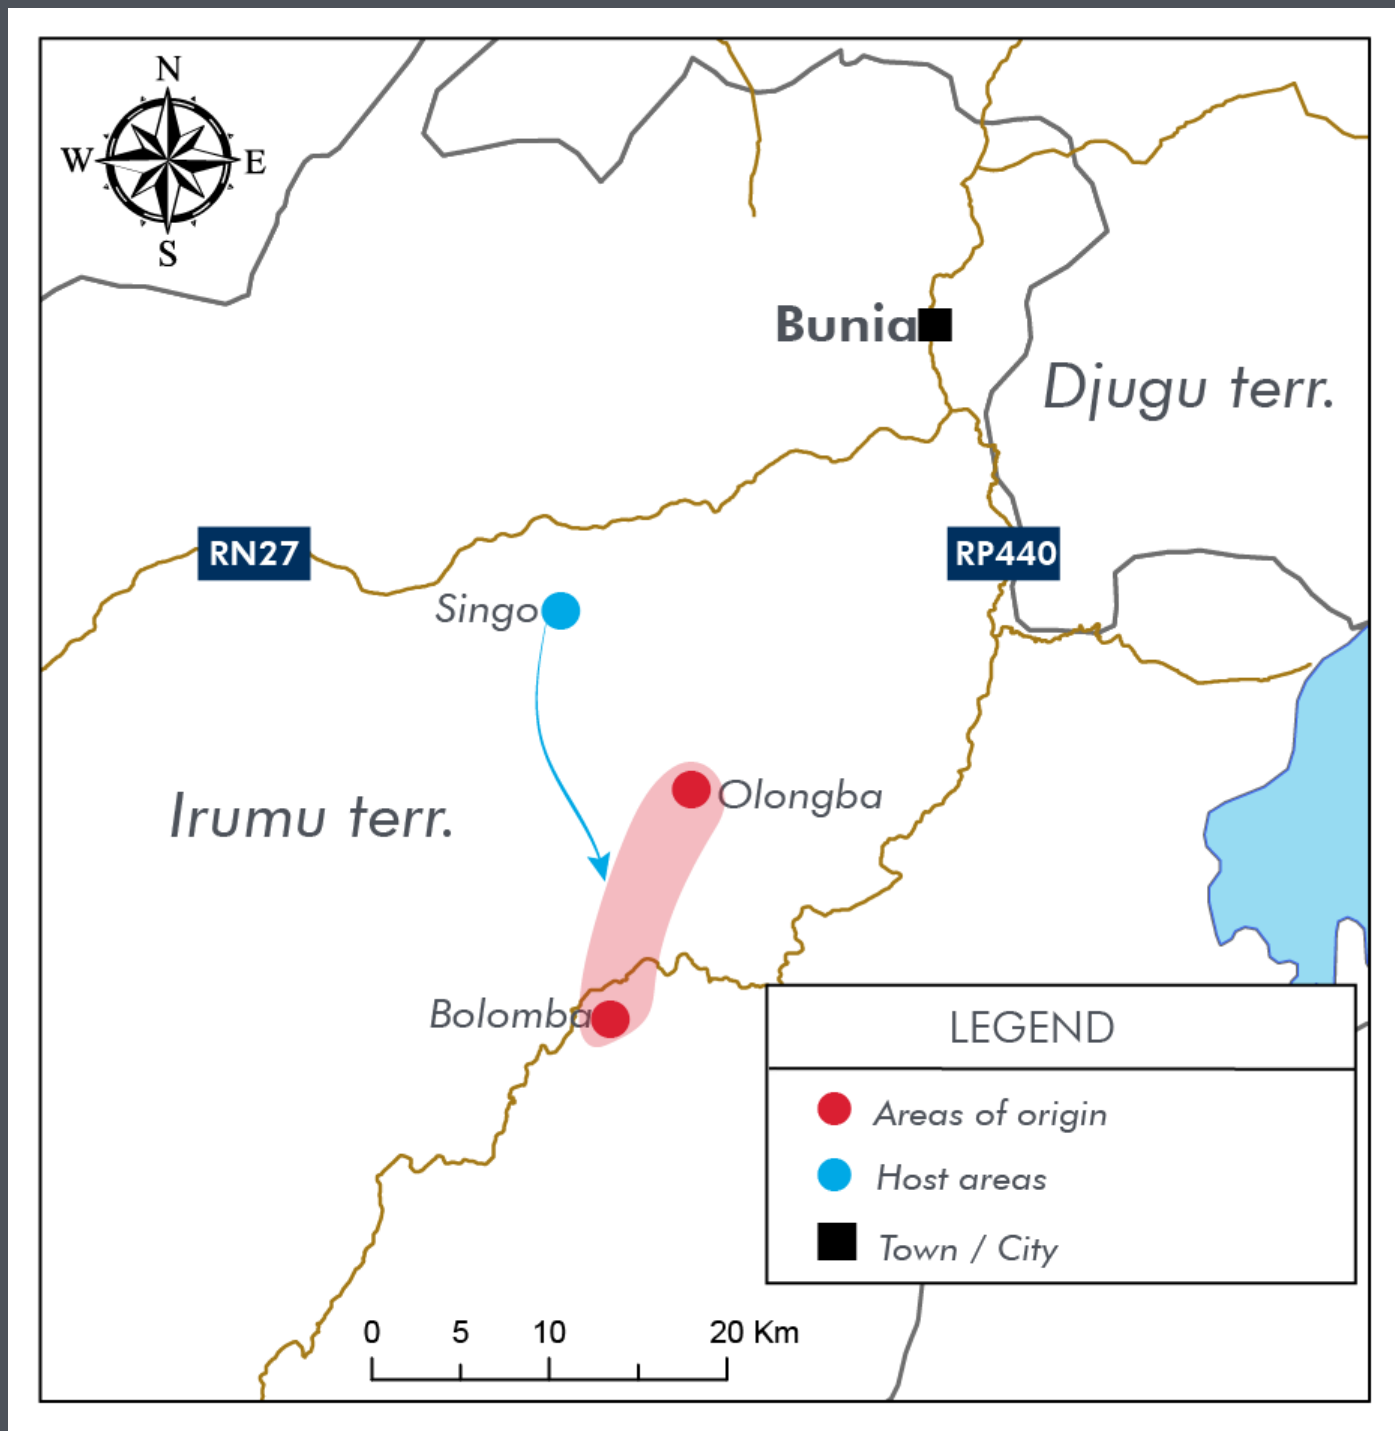 N
W E
S
Bunia
Djugu terr.
RN27
RP440
Singo
Olongba
Irumu terr.
Bolomba
LEGEND
Areas of origin
Host areas
Town / City
0 5 10 20 Km